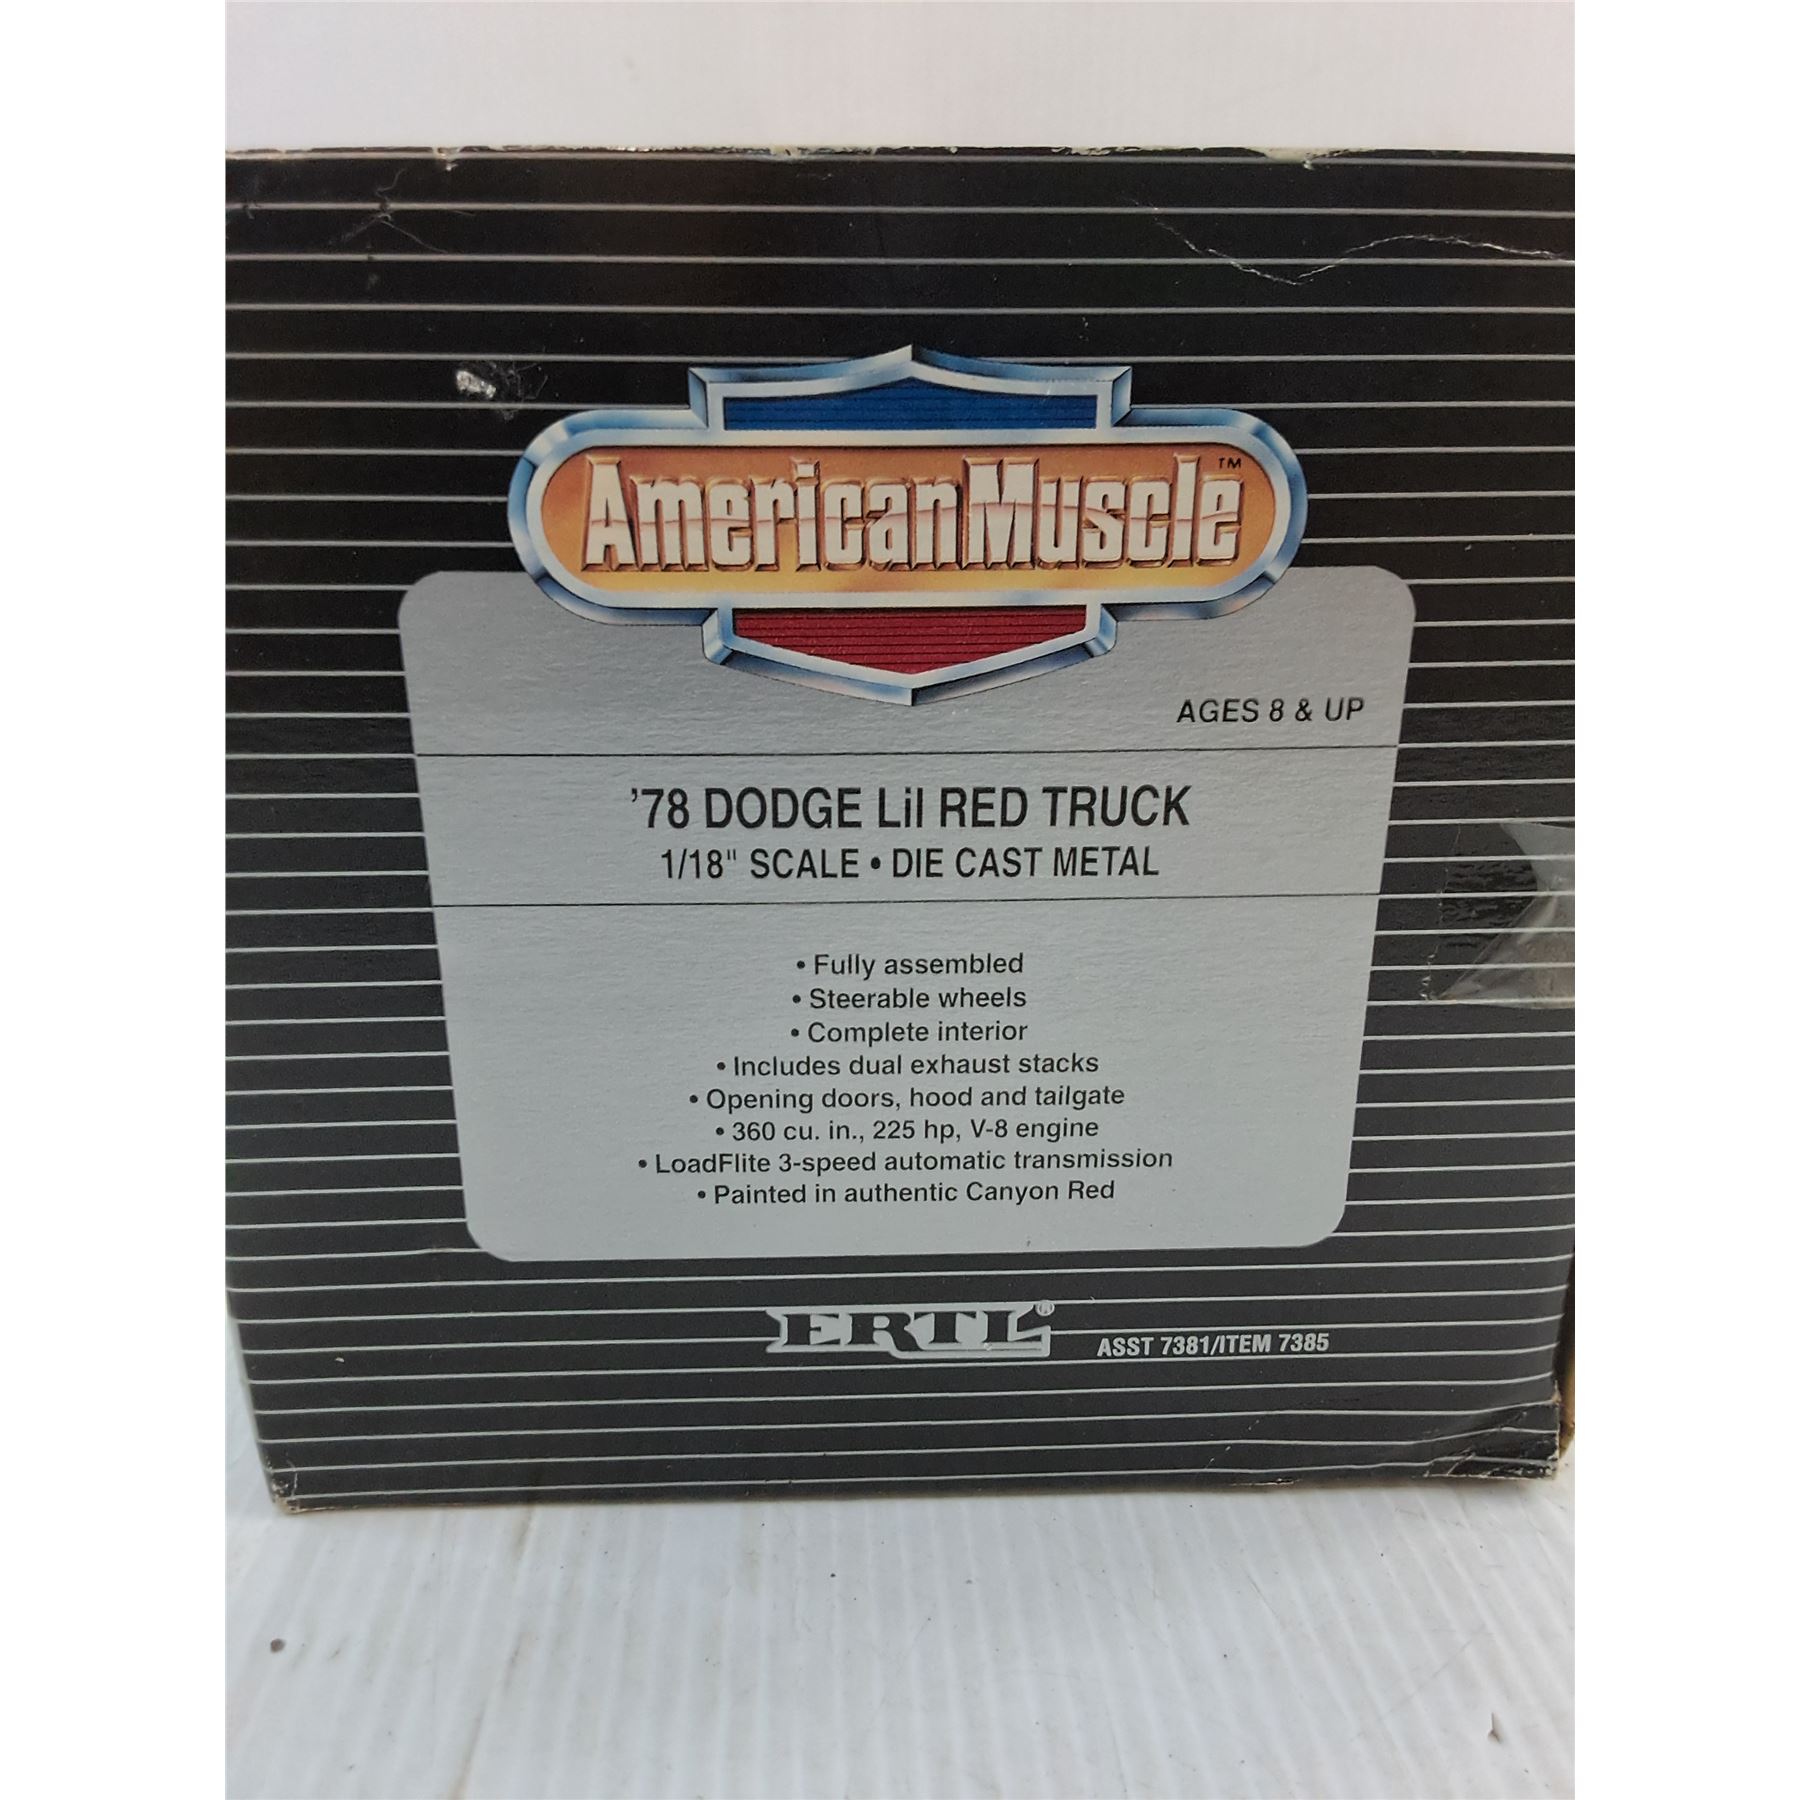 AmericanMuscle™
AGES 8 & UP
'78 DODGE Lil RED TRUCK
1/18" SCALE • DIE CAST METAL
• Fully assembled
• Steerable wheels
• Complete interior
• Includes dual exhaust stacks
• Opening doors, hood and tailgate
• 360 cu. in., 225 hp, V-8 engine
• LoadFlite 3-speed automatic transmission
• Painted in authentic Canyon Red
ERTL®
ASST 7381/ITEM 7385